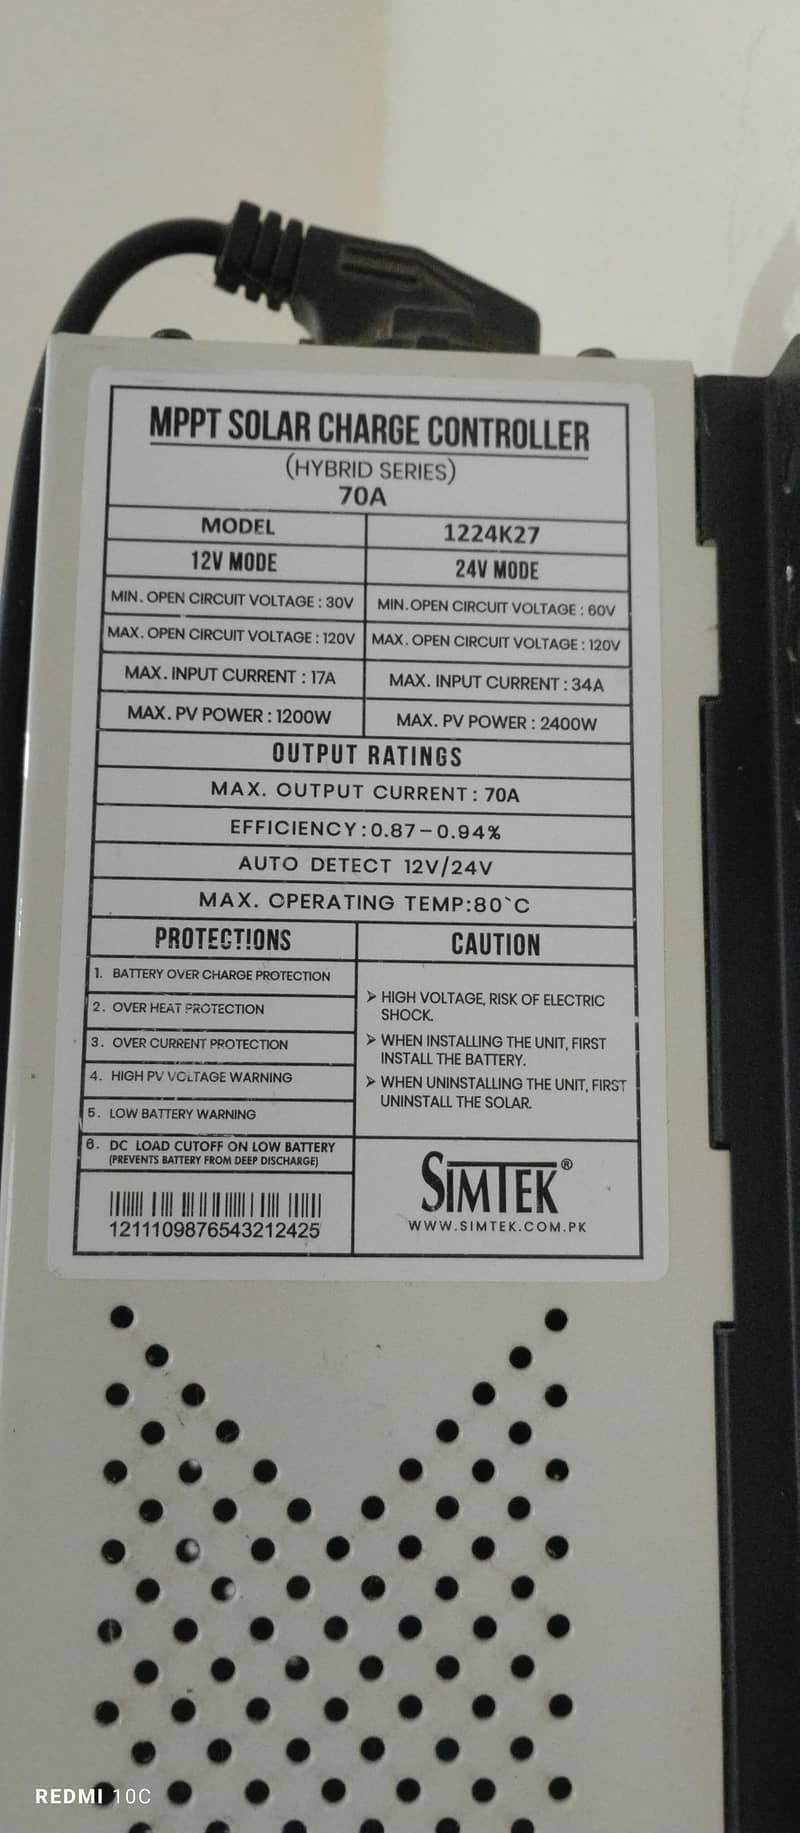 MPPT SOLAR CHARGE CONTROLLER
(HYBRID SERIES)
70A
MODEL 1224K27
12V MODE 24V MODE
MIN. OPEN CIRCUIT VOLTAGE : 30V MIN. OPEN CIRCUIT VOLTAGE : 60V
MAX. OPEN CIRCUIT VOLTAGE : 120V MAX. OPEN CIRCUIT VOLTAGE : 120V
MAX. INPUT CURRENT : 17A MAX. INPUT CURRENT : 34A
MAX. PV POWER : 1200W MAX. PV POWER : 2400W
OUTPUT RATINGS
MAX. OUTPUT CURRENT : 70A
EFFICIENCY : 0.87 – 0.94%
AUTO DETECT 12V/24V
MAX. OPERATING TEMP:80`C
PROTECTIONS
1. BATTERY OVER CHARGE PROTECTION
2. OVER HEAT PROTECTION
3. OVER CURRENT PROTECTION
4. HIGH PV VOLTAGE WARNING
5. LOW BATTERY WARNING
6. DC LOAD CUTOFF ON LOW BATTERY
(PREVENTS BATTERY FROM DEEP DISCHARGE)
1211109876543212425
CAUTION
➢ HIGH VOLTAGE, RISK OF ELECTRIC
SHOCK.
➢ WHEN INSTALLING THE UNIT, FIRST
INSTALL THE BATTERY.
➢ WHEN UNINSTALLING THE UNIT, FIRST
UNINSTALL THE SOLAR.
SIMTEK®
WWW.SIMTEK.COM.PK
REDMI 10C